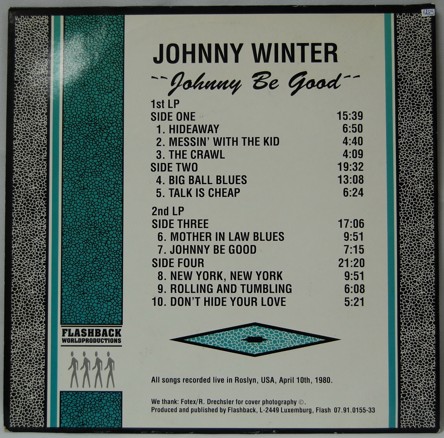 JOHNNY WINTER
~~Johnny Be Good~~
1st LP
SIDE ONE 15:39
1. HIDEAWAY 6:50
2. MESSIN' WITH THE KID 4:40
3. THE CRAWL 4:09
SIDE TWO 19:32
4. BIG BALL BLUES 13:08
5. TALK IS CHEAP 6:24
2nd LP
SIDE THREE 17:06
6. MOTHER IN LAW BLUES 9:51
7. JOHNNY BE GOOD 7:15
SIDE FOUR 21:20
8. NEW YORK, NEW YORK 9:51
9. ROLLING AND TUMBLING 6:08
10. DON'T HIDE YOUR LOVE 5:21
FLASHBACK
WORLDPRODUCTIONS
All songs recorded live in Roslyn, USA, April 10th, 1980.
We thank: Fotex/R. Drechsler for cover photography ©.
Produced and published by Flashback, L-2449 Luxemburg, Flash 07.91.0155-33